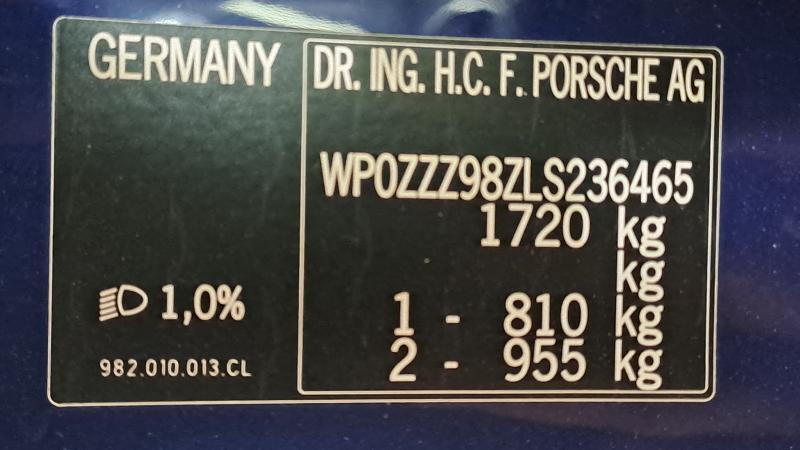 GERMANY
DR. ING. H.C. F. PORSCHE AG
WP0ZZZ98ZLS236465
1720 kg
kg
1 - 810 kg
2 - 955 kg
1,0%
982.010.013.CL